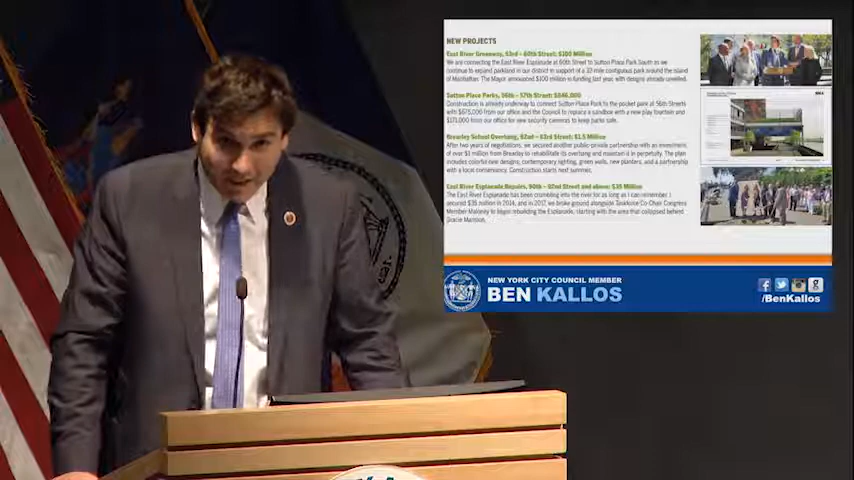 NEW PROJECTS
East River Greenway, 53rd - 60th Street: $100 Million
We are connecting the East River Esplanade at 60th Street to Sutton Place Park South as we
continue to expand parkland in our district in support of a 32-mile contiguous park around the island
of Manhattan. The Mayor announced $100 million in funding last year with designs already unveiled.
Sutton Place Parks, 56th - 57th Street:
Construction is already underway to connect Sutton Place Park to the pocket park at 56th Streets
with $675,000 from our office and the Council to replace a sandbox with a new play fountain and
$171,000 from our office for new security cameras to keep parks safe.
Brearley School Overhang, 82nd - 83rd Street: $1.5 Million
After two years of negotiations, we secured another public-private partnership with an investment
of over $1 million from Brearley to rehabilitate its overhang and maintain it in perpetuity. The plan
includes colorful new designs, contemporary lighting, green walls, new planters, and a partnership
with a local conservancy. Construction starts next summer.
East River Esplanade Repairs, 90th - 92nd Street and above: $35 Million
The East River Esplanade has been crumbling into the river for as long as I can remember. I
secured $35 million in 2014, and in 2017, we broke ground alongside Taskforce Co-Chair Congress
Member Maloney to begin rebuilding the Esplanade, starting with the area that collapsed behind
Gracie Mansion.
NEW YORK CITY COUNCIL MEMBER
BEN KALLOS
/BenKallos